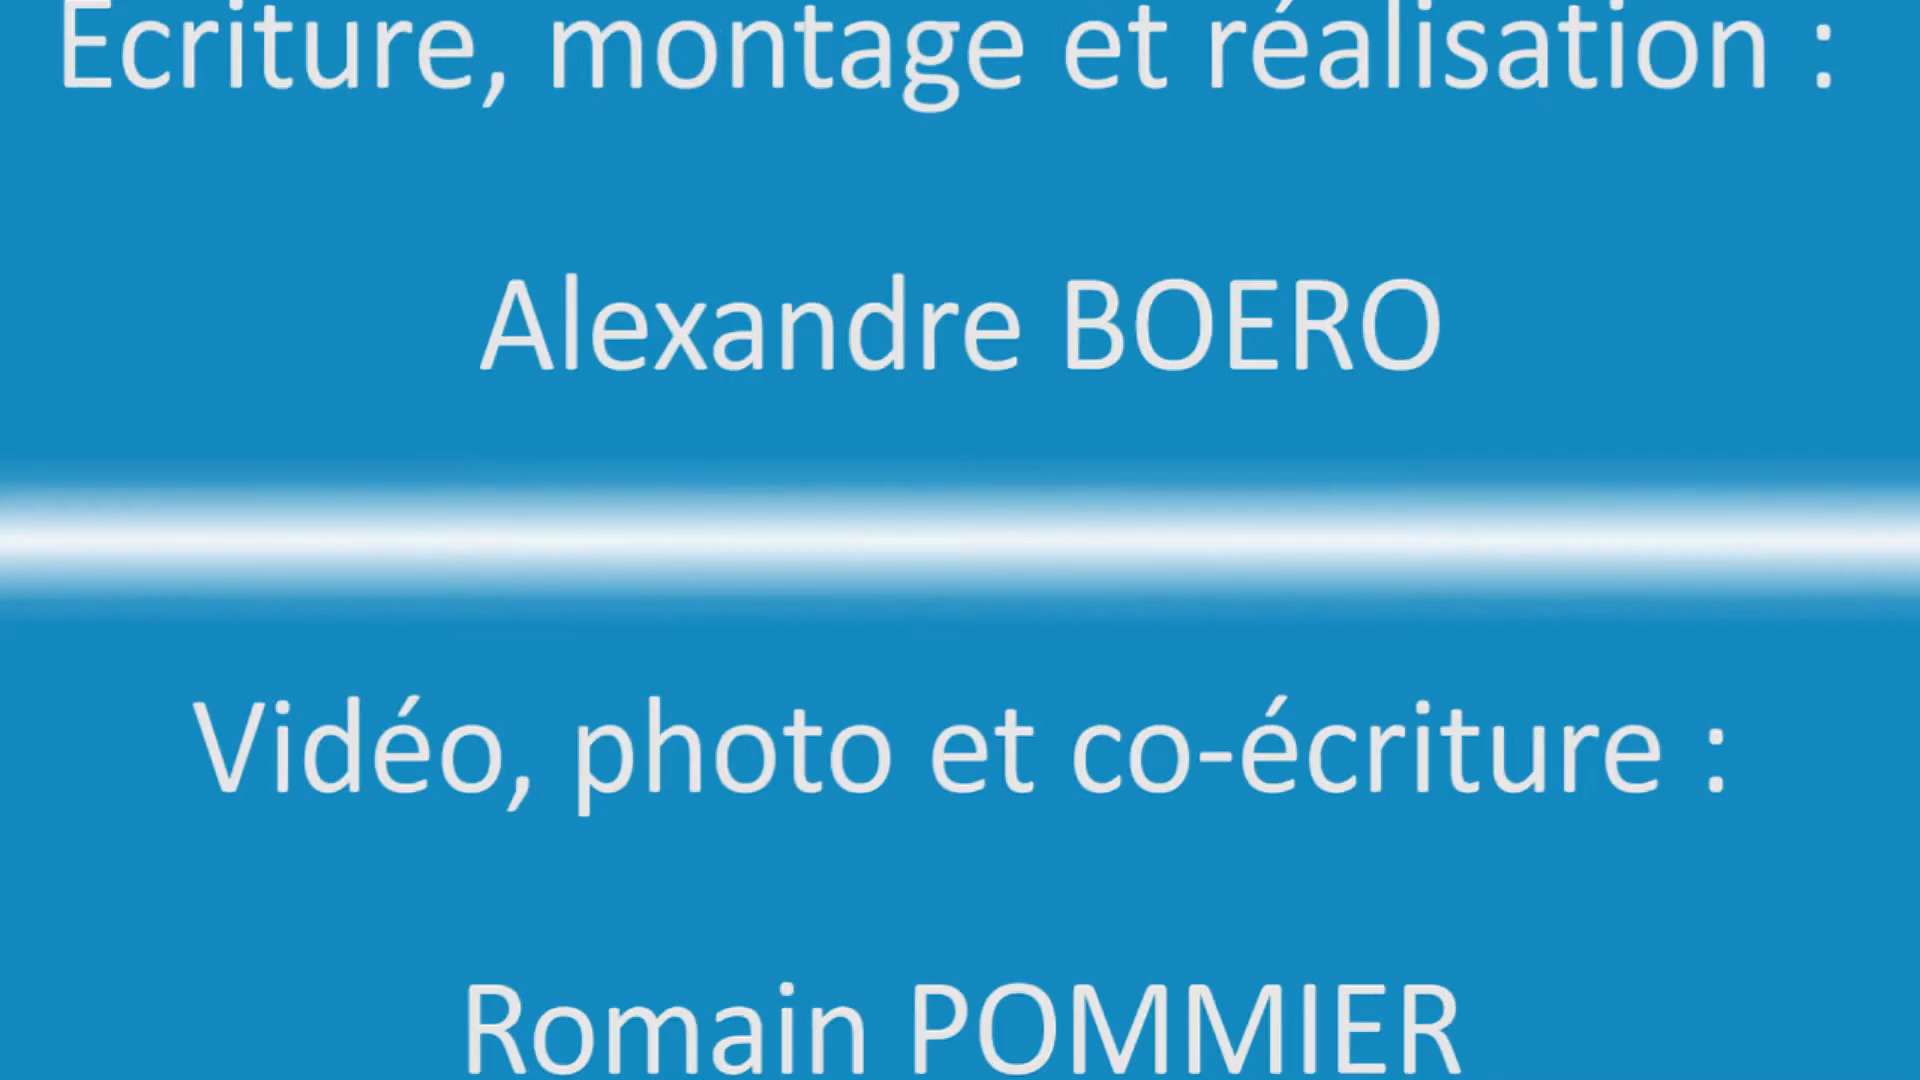 Ecriture, montage et réalisation :
Alexandre BOERO
Vidéo, photo et co-écriture :
Romain POMMIER